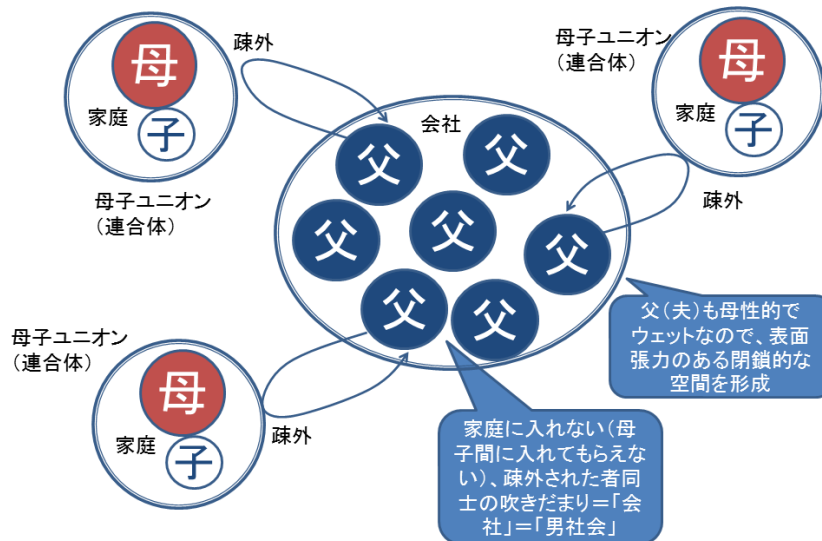 母
家庭
子
疎外
母子ユニオン
（連合体）
会社
父
父
父
父
父
父
父
母子ユニオン
（連合体）
母
家庭
子
疎外
母子ユニオン
（連合体）
母
家庭
子
疎外
父（夫）も母性的で
ウェットなので、表面
張力のある閉鎖的な
空間を形成
家庭に入れない（母
子間に入れてもらえな
い）、疎外された者同
士の吹きだまり＝「会
社」＝「男社会」